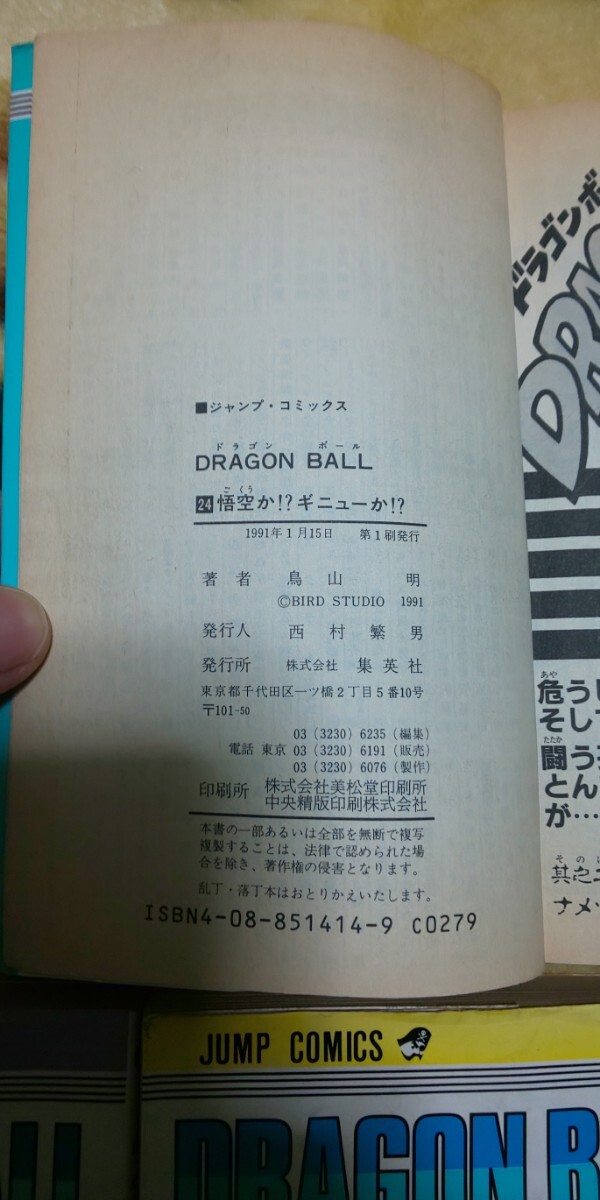 ■ジャンプ・コミックス
ドラゴン ボール
DRAGON BALL
24 悟空か!?ギニューか!?
ごくう
1991年1月15日 第1刷発行
著者 鳥山 明
©BIRD STUDIO 1991
発行人 西村繁男
発行所 株式会社 集英社
東京都千代田区一ツ橋2丁目5番10号
〒101-50
03 (3230) 6235 (編集)
電話 東京 03 (3230) 6191 (販売)
03 (3230) 6076 (製作)
印刷所 株式会社美松堂印刷所
中央精版印刷株式会社
本書の一部あるいは全部を無断で複写
複製することは、法律で認められた場
合を除き、著作権の侵害となります。
乱丁・落丁本はおとりかえいたします。
ISBN4-08-851414-9 C0279
ドラゴンボ
DRA
危う
あや
そして
闘う
たたか
とん
が…
其之二
ナメッ
JUMP COMICS
ALL
DRAGON B